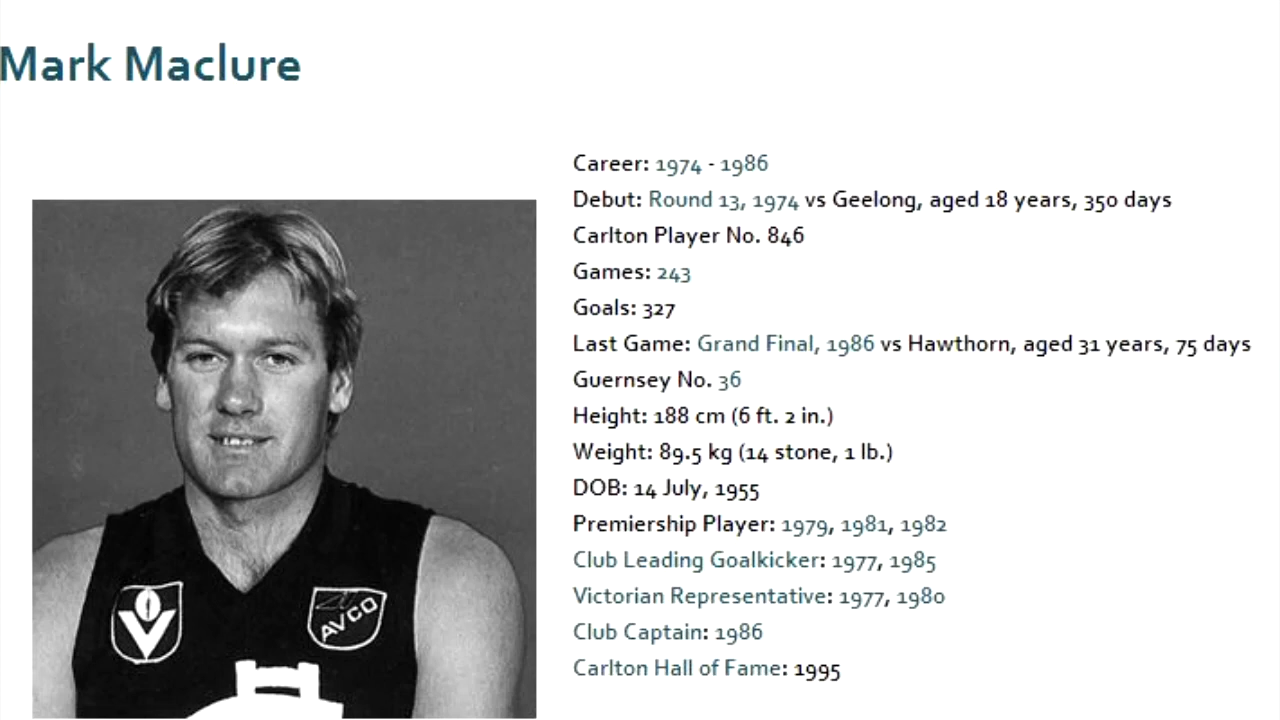 Mark Maclure
Career: 1974 - 1986
Debut: Round 13, 1974 vs Geelong, aged 18 years, 350 days
Carlton Player No. 846
Games: 243
Goals: 327
Last Game: Grand Final, 1986 vs Hawthorn, aged 31 years, 75 days
Guernsey No. 36
Height: 188 cm (6 ft. 2 in.)
Weight: 89.5 kg (14 stone, 1 lb.)
DOB: 14 July, 1955
Premiership Player: 1979, 1981, 1982
Club Leading Goalkicker: 1977, 1985
Victorian Representative: 1977, 1980
Club Captain: 1986
Carlton Hall of Fame: 1995
AVCO